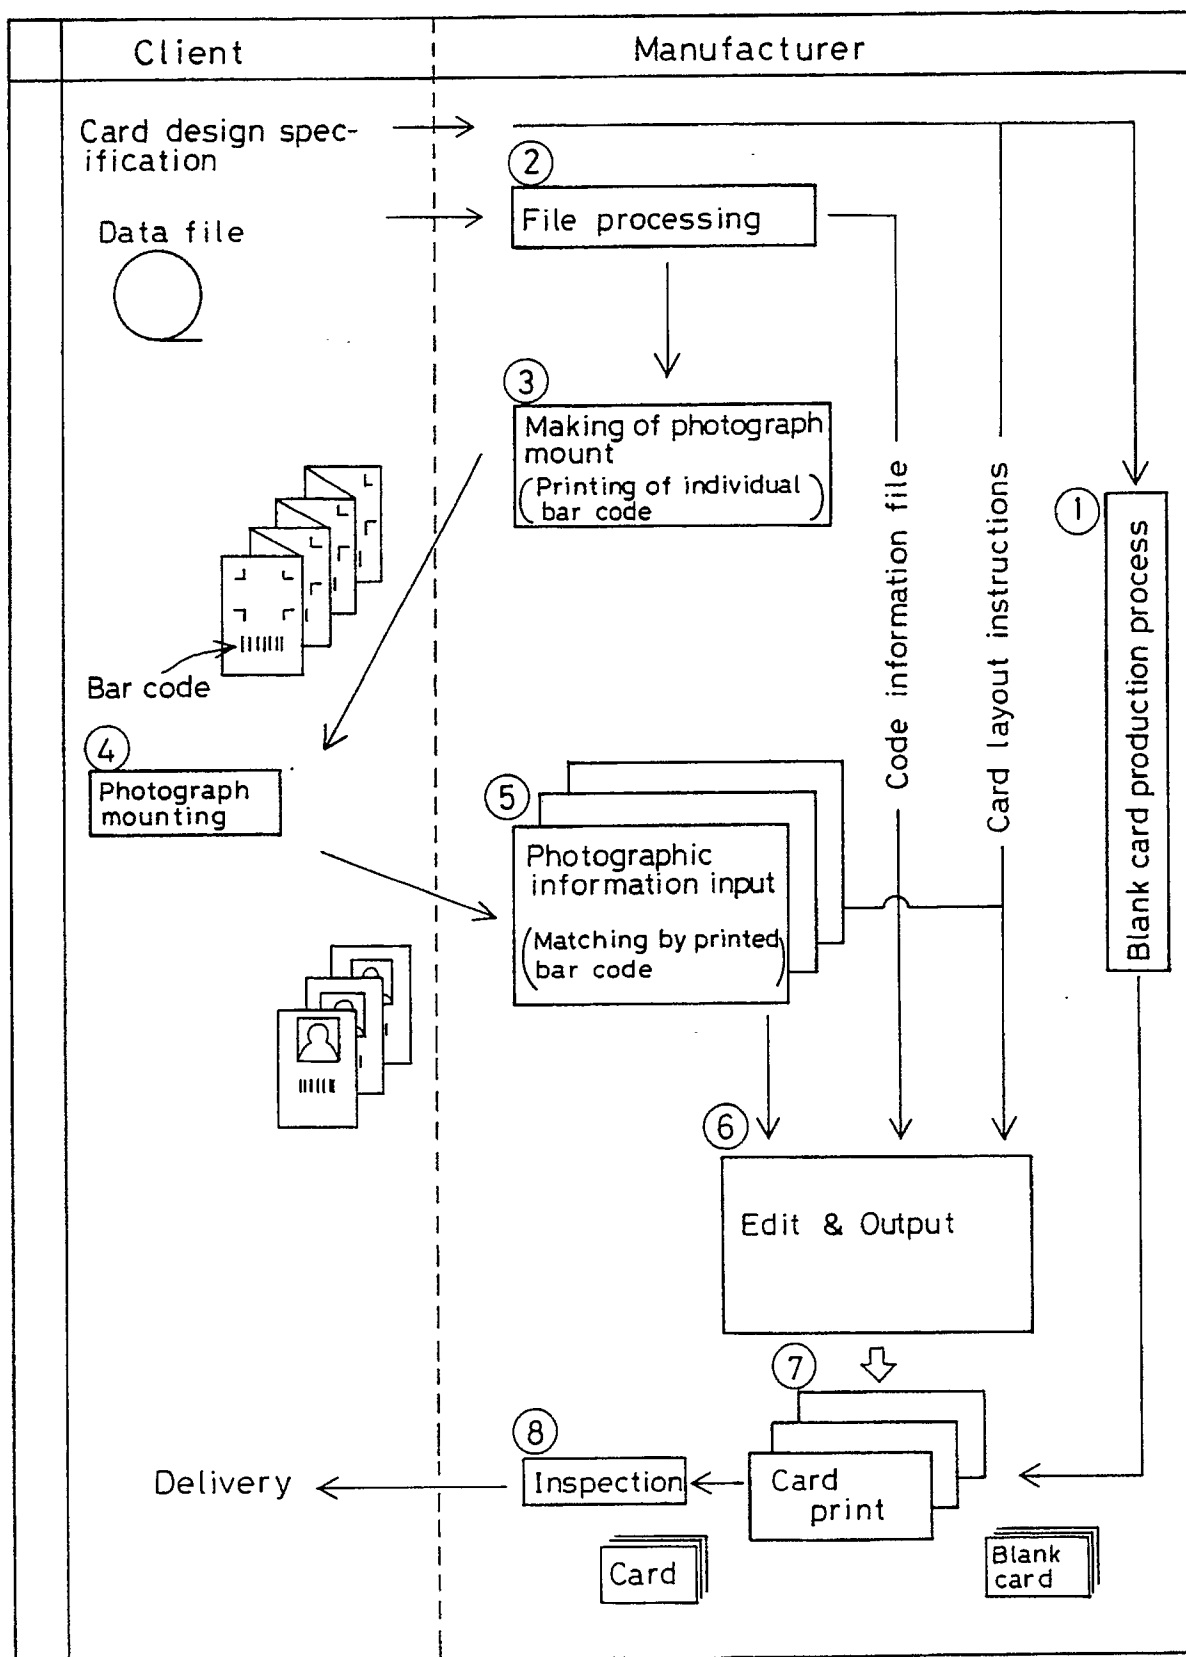 Client
Manufacturer
Card design spec-
ification
②
File processing
Data file
③
Making of photograph
mount
(Printing of individual
bar code)
Bar code
④
Photograph
mounting
Code information file
Card layout instructions
①
Blank card production process
⑤
Photographic
information input
(Matching by printed
bar code)
⑥
Edit & Output
⑦
Card
print
⑧
Inspection
Delivery
Card
Blank
card